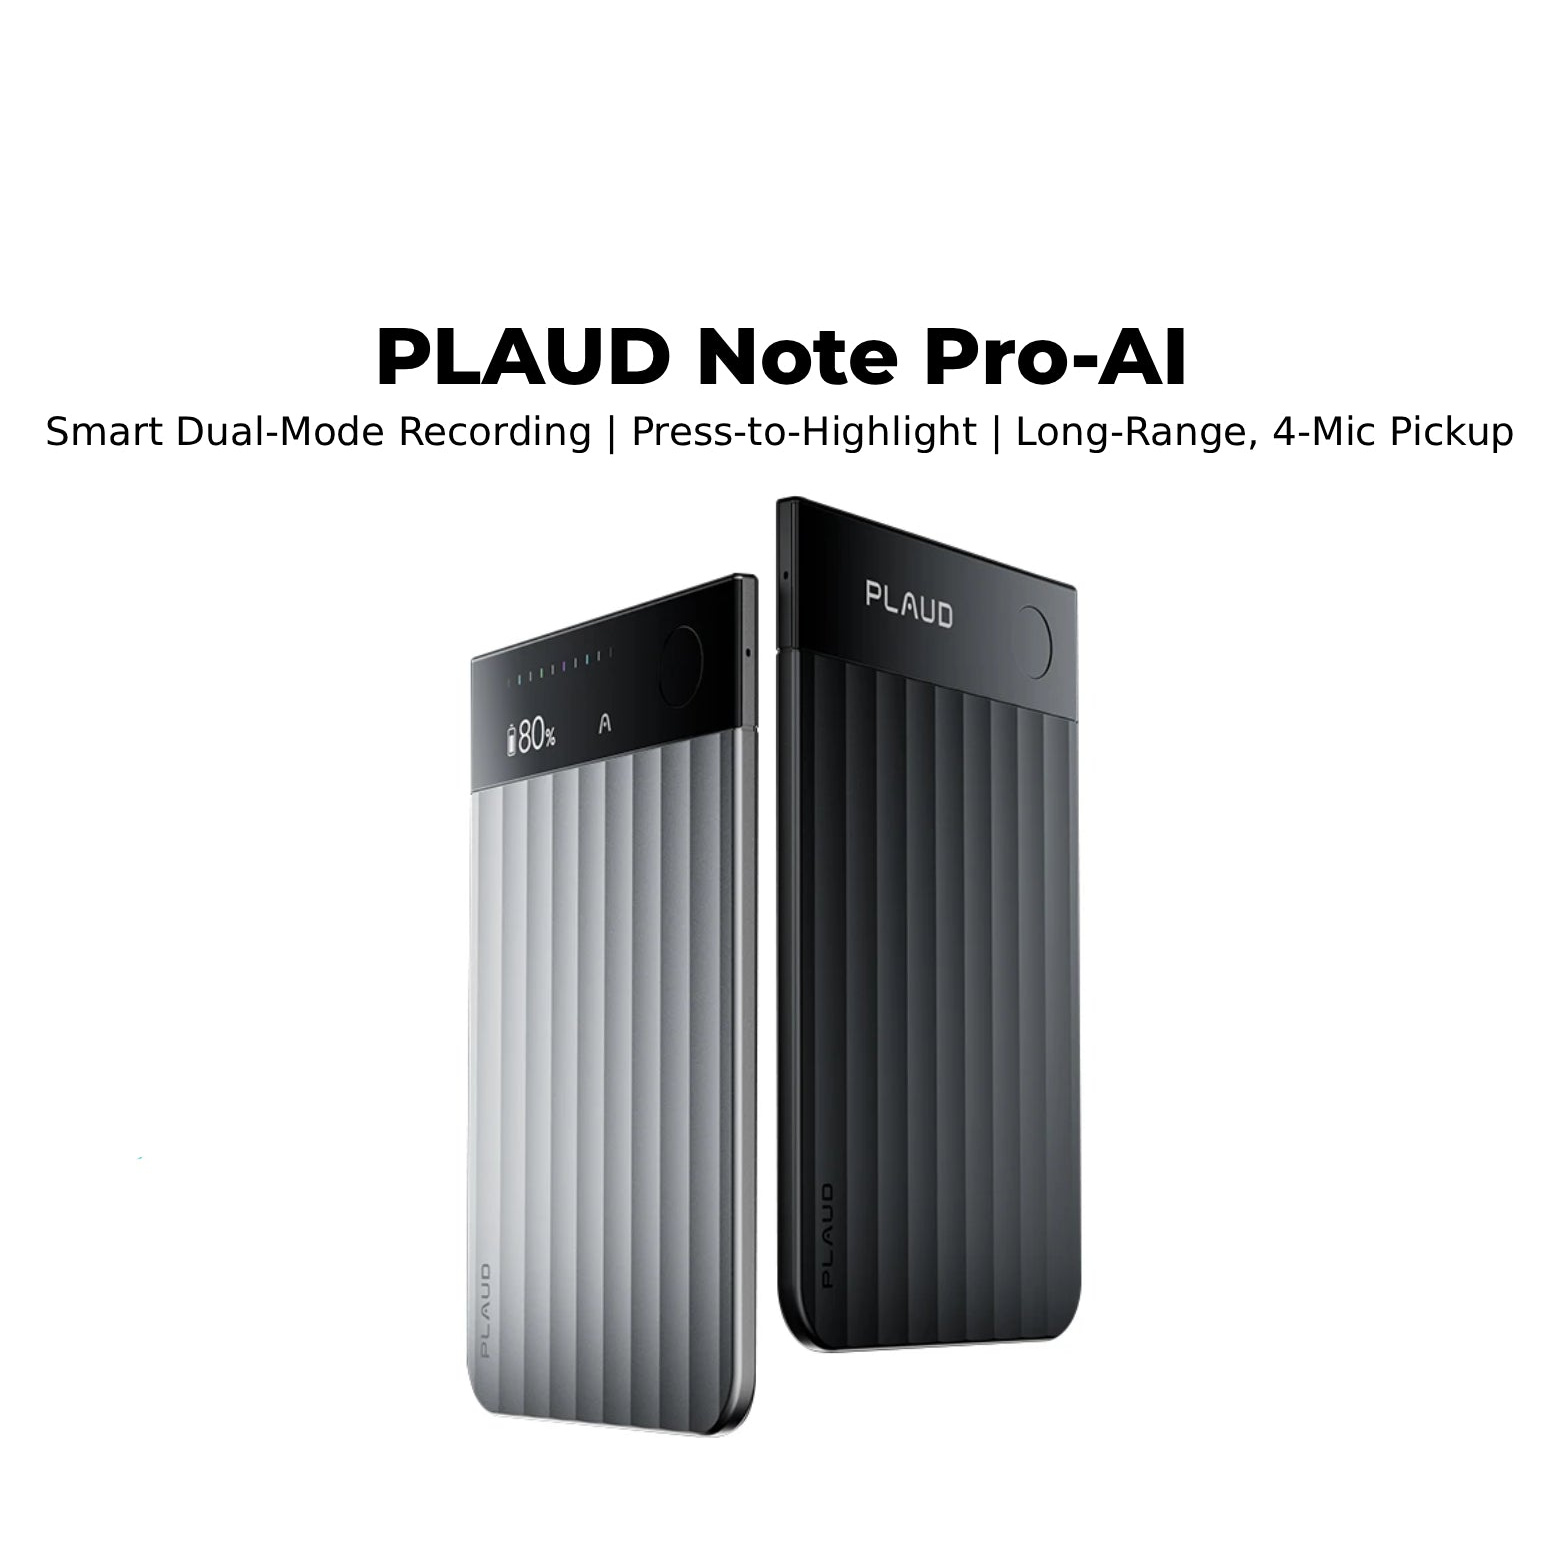 PLAUD Note Pro-AI
Smart Dual-Mode Recording | Press-to-Highlight | Long-Range, 4-Mic Pickup
PLAUD
80%
PLAUD
PLAUD